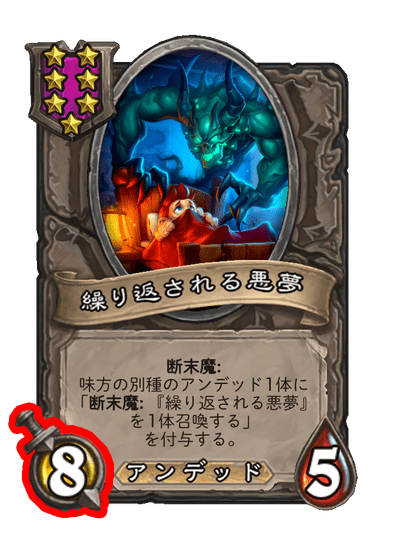 繰り返される悪夢
断末魔:
味方の別種のアンデッド1体に
「断末魔:『繰り返される悪夢』
を1体召喚する」
を付与する。
8
アンデッド
5